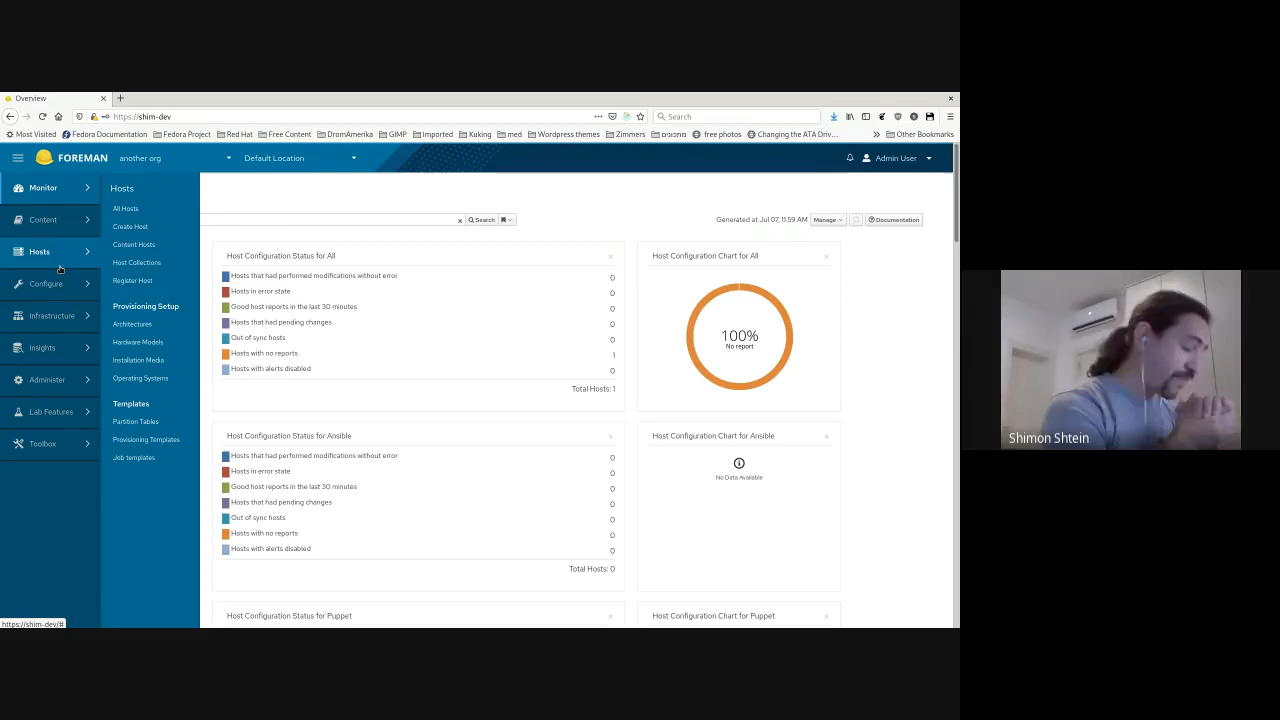 Overview
https://shim-dev
Search
Most Visited Fedora Documentation Fedora Project Red Hat Free Content DromAmerika GIMP Imported Kuking med Wordpress themes Zimmers מתכונים free photos Changing the ATA Driv… Other Bookmarks
FOREMAN another org Default Location Admin User
Monitor
Content
Hosts
Configure
Infrastructure
Insights
Administer
Lab Features
Toolbox
Hosts
All Hosts
Create Host
Content Hosts
Host Collections
Register Host
Provisioning Setup
Architectures
Hardware Models
Installation Media
Operating Systems
Templates
Partition Tables
Provisioning Templates
Job templates
Search Generated at Jul 07, 11:59 AM Manage Documentation
Host Configuration Status for All
Hosts that had performed modifications without error 0
Hosts in error state 0
Good host reports in the last 30 minutes 0
Hosts that had pending changes 0
Out of sync hosts 0
Hosts with no reports 1
Hosts with alerts disabled 0
Total Hosts: 1
Host Configuration Chart for All
100%
No report
Host Configuration Status for Ansible
Hosts that had performed modifications without error 0
Hosts in error state 0
Good host reports in the last 30 minutes 0
Hosts that had pending changes 0
Out of sync hosts 0
Hosts with no reports 0
Hosts with alerts disabled 0
Total Hosts: 0
Host Configuration Chart for Ansible
No Data Available
Host Configuration Status for Puppet
Host Configuration Chart for Puppet
https://shim-dev/#
Shimon Shtein